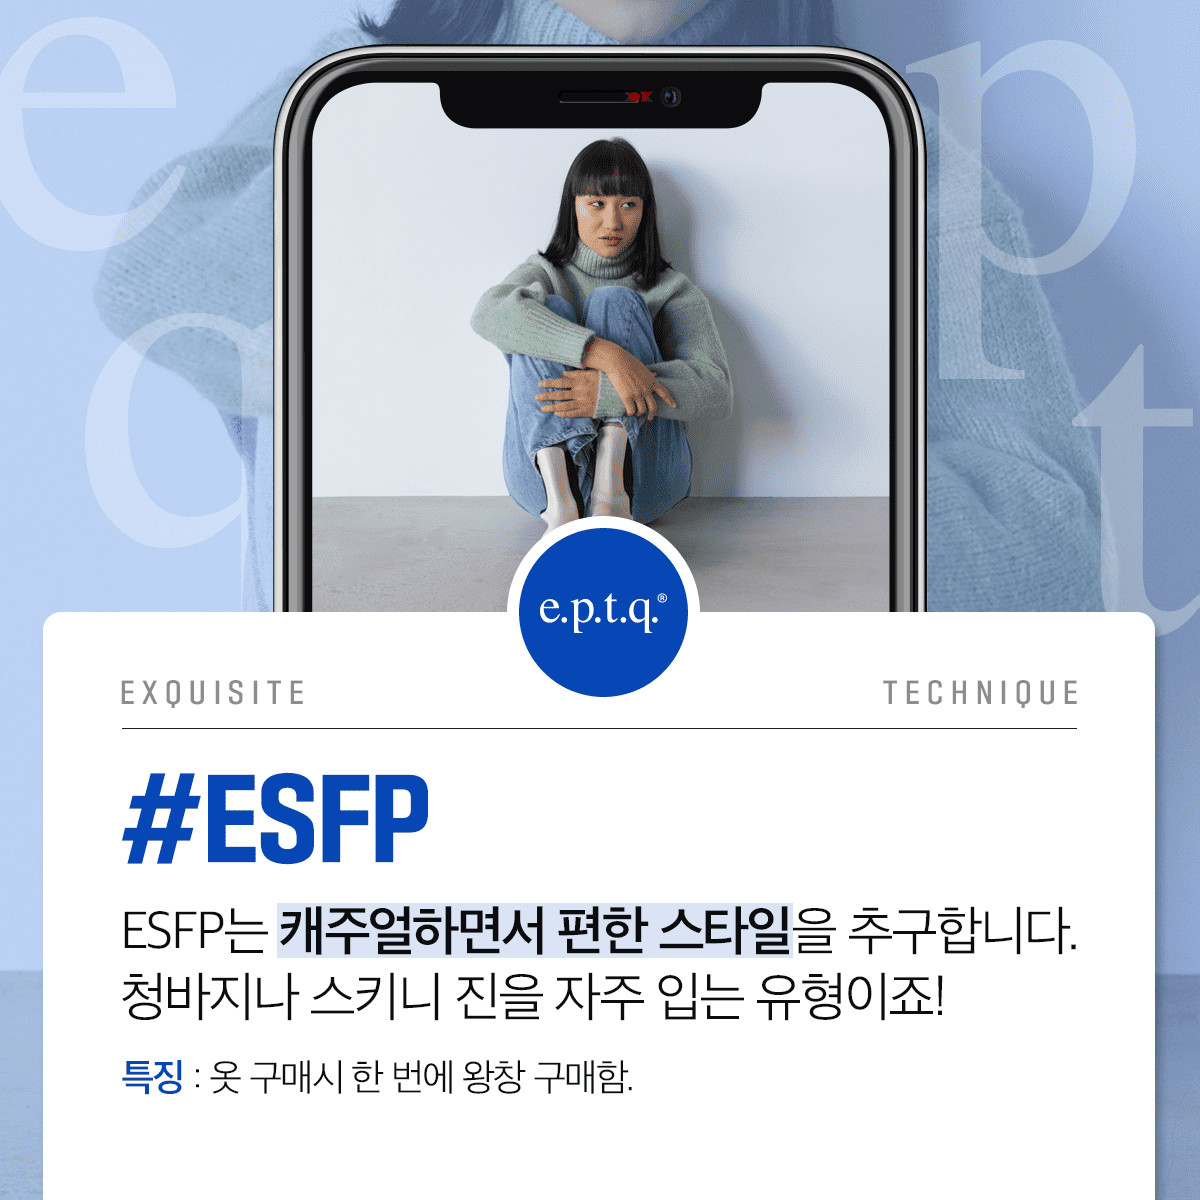 e p
q t
e.p.t.q.®
EXQUISITE TECHNIQUE
#ESFP
ESFP는 캐주얼하면서 편한 스타일을 추구합니다.
청바지나 스키니 진을 자주 입는 유형이죠!
특징 : 옷 구매시 한 번에 왕창 구매함.